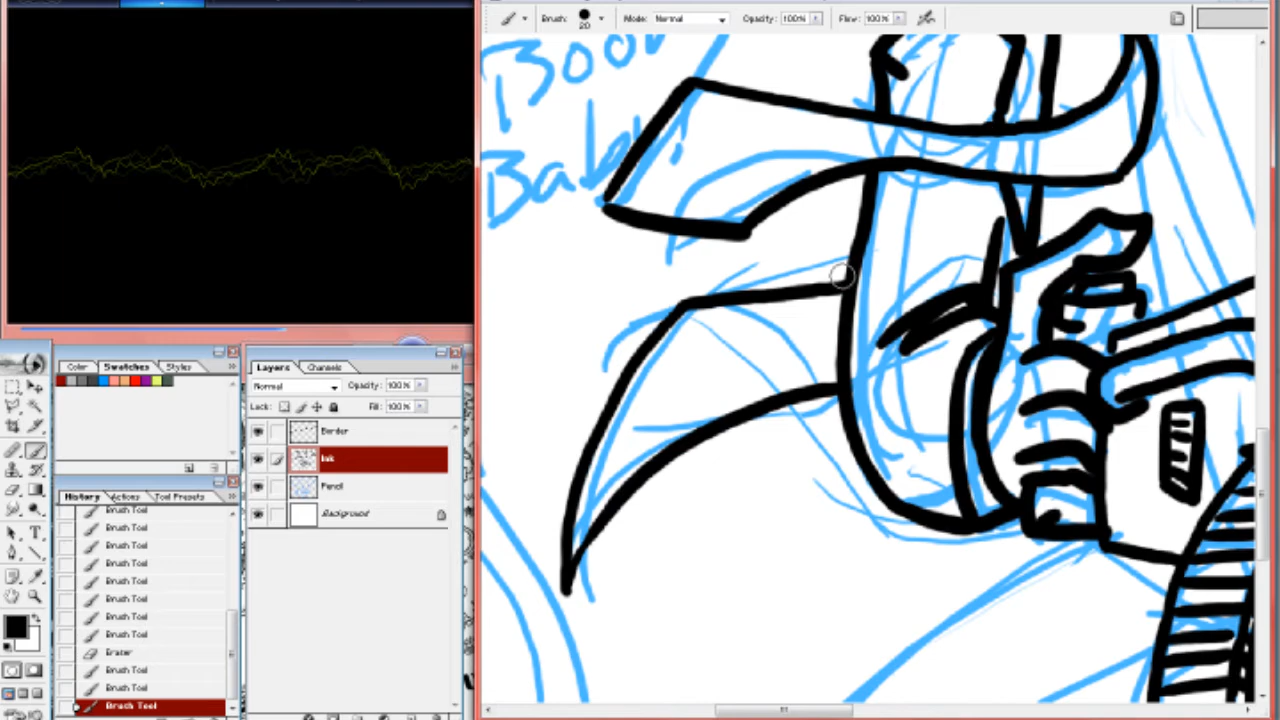 Brush: 20 Mode: Normal Opacity: 100% Flow: 100%
Baby!
Color Swatches Styles
Layers Channels
Normal Opacity: 100%
Lock: Fill: 100%
Border
Ink
Pencil
Background
History Actions Tool Presets
Brush Tool
Brush Tool
Brush Tool
Brush Tool
Brush Tool
Brush Tool
Brush Tool
Brush Tool
Eraser
Brush Tool
Brush Tool
Brush Tool